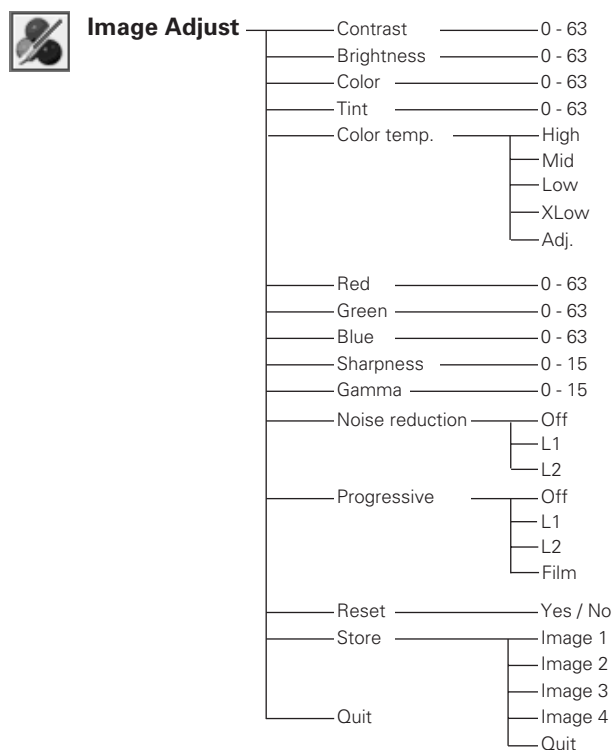 Image Adjust
Contrast 0 - 63
Brightness 0 - 63
Color 0 - 63
Tint 0 - 63
Color temp. High
Mid
Low
XLow
Adj.
Red 0 - 63
Green 0 - 63
Blue 0 - 63
Sharpness 0 - 15
Gamma 0 - 15
Noise reduction Off
L1
L2
Progressive Off
L1
L2
Film
Reset Yes / No
Store Image 1
Image 2
Image 3
Quit Image 4
Quit